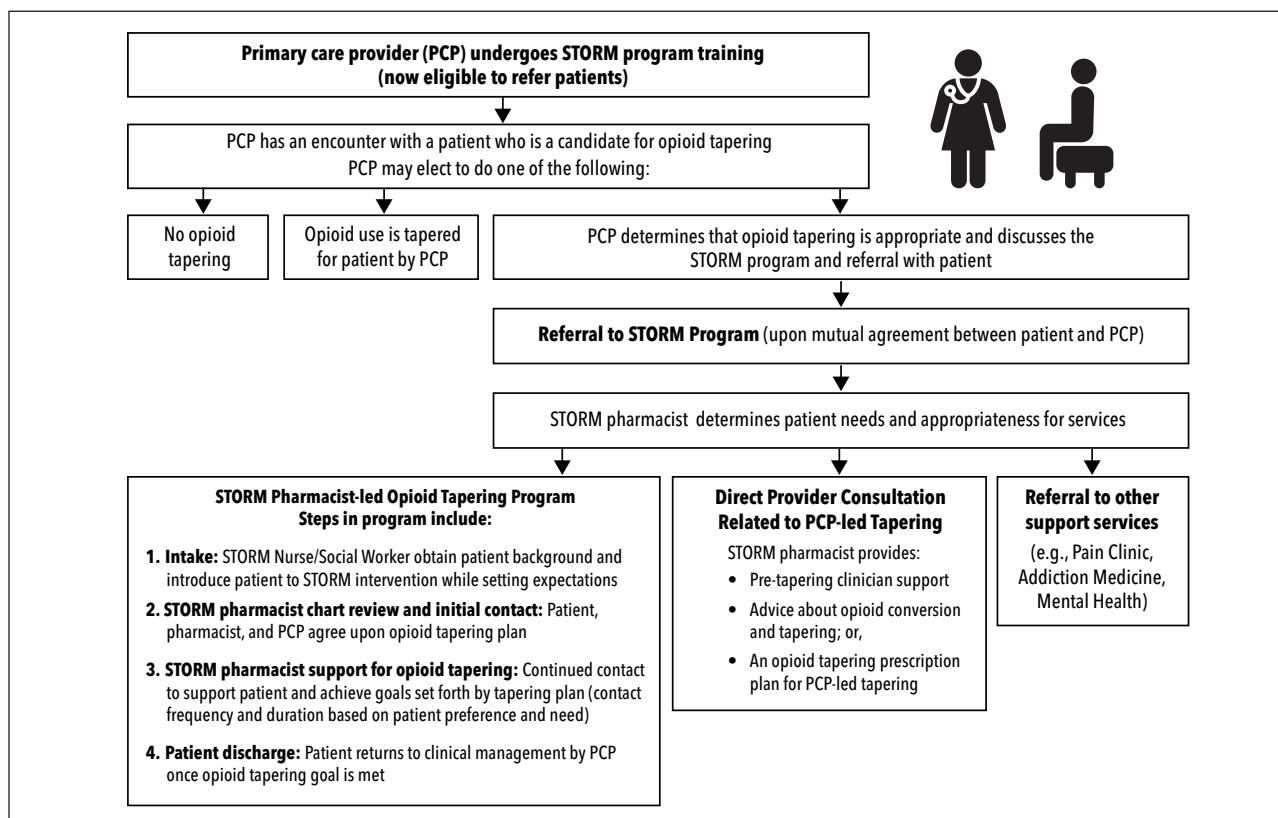 Primary care provider (PCP) undergoes STORM program training
(now eligible to refer patients)
PCP has an encounter with a patient who is a candidate for opioid tapering
PCP may elect to do one of the following:
No opioid
tapering
Opioid use is tapered
for patient by PCP
PCP determines that opioid tapering is appropriate and discusses the
STORM program and referral with patient
Referral to STORM Program (upon mutual agreement between patient and PCP)
STORM pharmacist determines patient needs and appropriateness for services
STORM Pharmacist-led Opioid Tapering Program
Steps in program include:
1. Intake: STORM Nurse/Social Worker obtain patient background and
introduce patient to STORM intervention while setting expectations
2. STORM pharmacist chart review and initial contact: Patient,
pharmacist, and PCP agree upon opioid tapering plan
3. STORM pharmacist support for opioid tapering: Continued contact
to support patient and achieve goals set forth by tapering plan (contact
frequency and duration based on patient preference and need)
4. Patient discharge: Patient returns to clinical management by PCP
once opioid tapering goal is met
Direct Provider Consultation
Related to PCP-led Tapering
STORM pharmacist provides:
• Pre-tapering clinician support
• Advice about opioid conversion
and tapering; or,
• An opioid tapering prescription
plan for PCP-led tapering
Referral to other
support services
(e.g., Pain Clinic,
Addiction Medicine,
Mental Health)